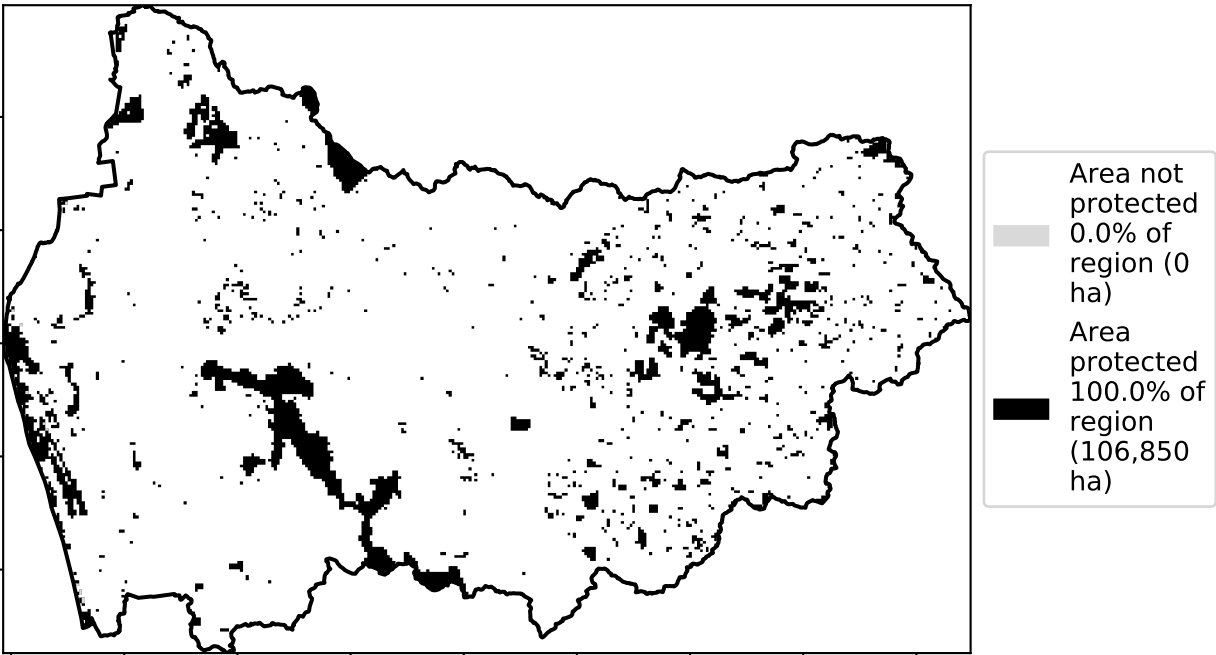 Area not
protected
0.0% of
region (0
ha)
Area
protected
100.0% of
region
(106,850
ha)